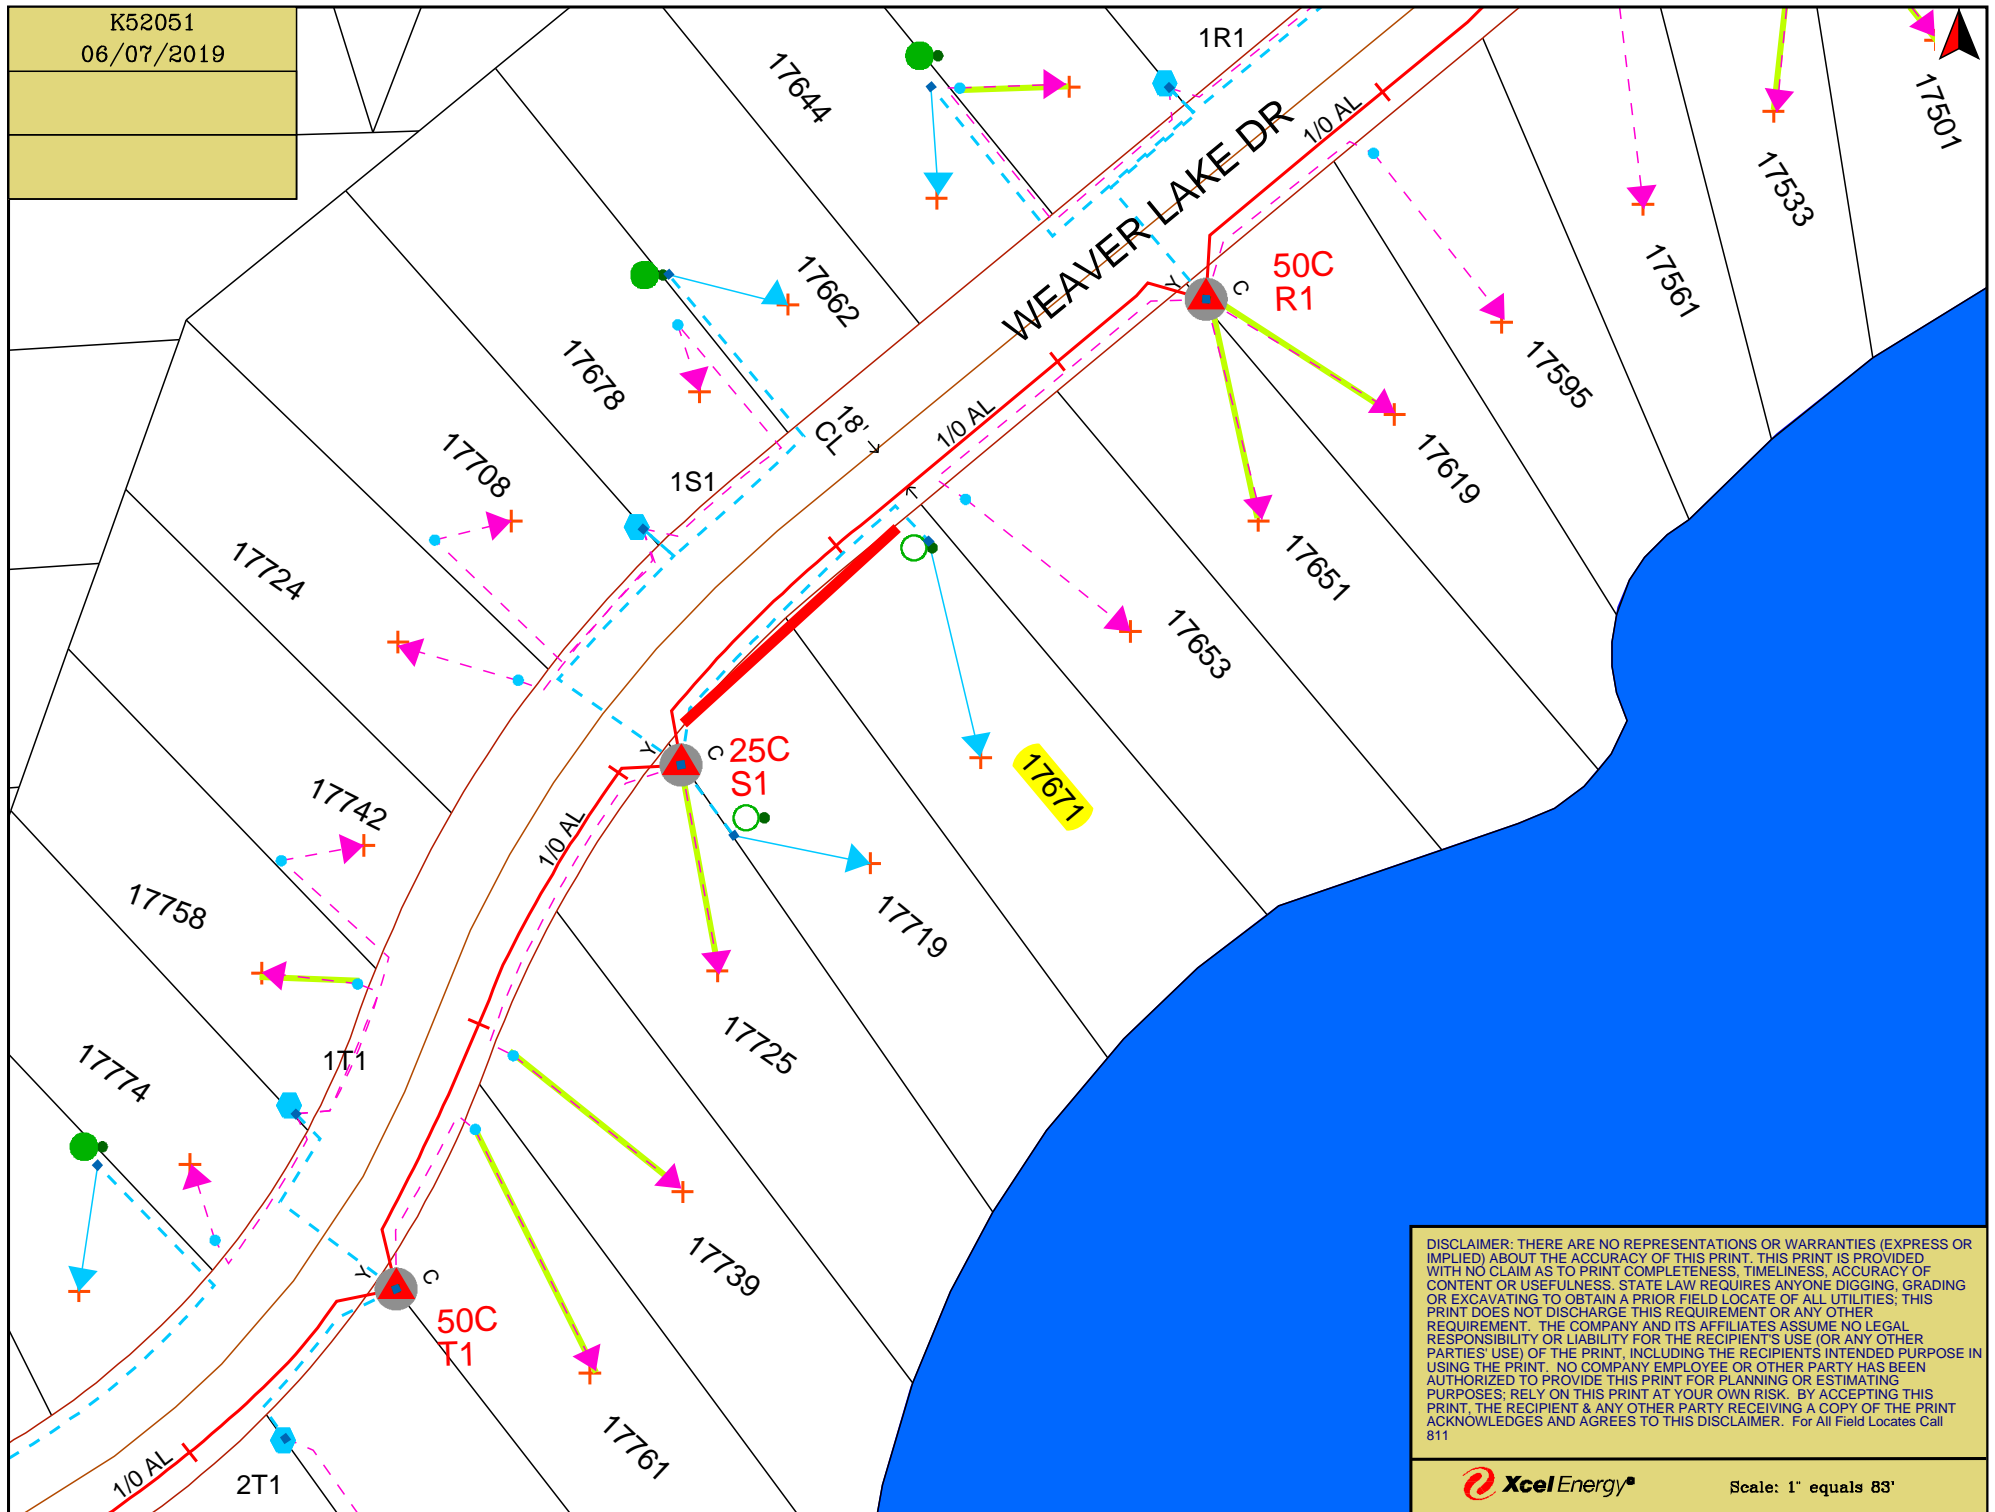 K52051
06/07/2019
1R1
17644
1/0 AL
17501
17533
WEAVER LAKE DR
17561
17662
50C
R1
Y
C
17678
17595
18'
CL
1/0 AL
17708
1S1
17619
17724
17651
17653
25C
S1
Y
C
17671
17742
1/0 AL
17758
17719
17725
1T1
17774
17739
Y
C
50C
T1
17761
1/0 AL
2T1
DISCLAIMER: THERE ARE NO REPRESENTATIONS OR WARRANTIES (EXPRESS OR
IMPLIED) ABOUT THE ACCURACY OF THIS PRINT. THIS PRINT IS PROVIDED
WITH NO CLAIM AS TO PRINT COMPLETENESS, TIMELINESS, ACCURACY OF
CONTENT OR USEFULNESS. STATE LAW REQUIRES ANYONE DIGGING, GRADING
OR EXCAVATING TO OBTAIN A PRIOR FIELD LOCATE OF ALL UTILITIES; THIS
PRINT DOES NOT DISCHARGE THIS REQUIREMENT OR ANY OTHER
REQUIREMENT. THE COMPANY AND ITS AFFILIATES ASSUME NO LEGAL
RESPONSIBILITY OR LIABILITY FOR THE RECIPIENT'S USE (OR ANY OTHER
PARTIES' USE) OF THE PRINT, INCLUDING THE RECIPIENTS INTENDED PURPOSE IN
USING THE PRINT. NO COMPANY EMPLOYEE OR OTHER PARTY HAS BEEN
AUTHORIZED TO PROVIDE THIS PRINT FOR PLANNING OR ESTIMATING
PURPOSES; RELY ON THIS PRINT AT YOUR OWN RISK. BY ACCEPTING THIS
PRINT, THE RECIPIENT & ANY OTHER PARTY RECEIVING A COPY OF THE PRINT
ACKNOWLEDGES AND AGREES TO THIS DISCLAIMER. For All Field Locates Call
811
Xcel Energy®
Scale: 1" equals 83'